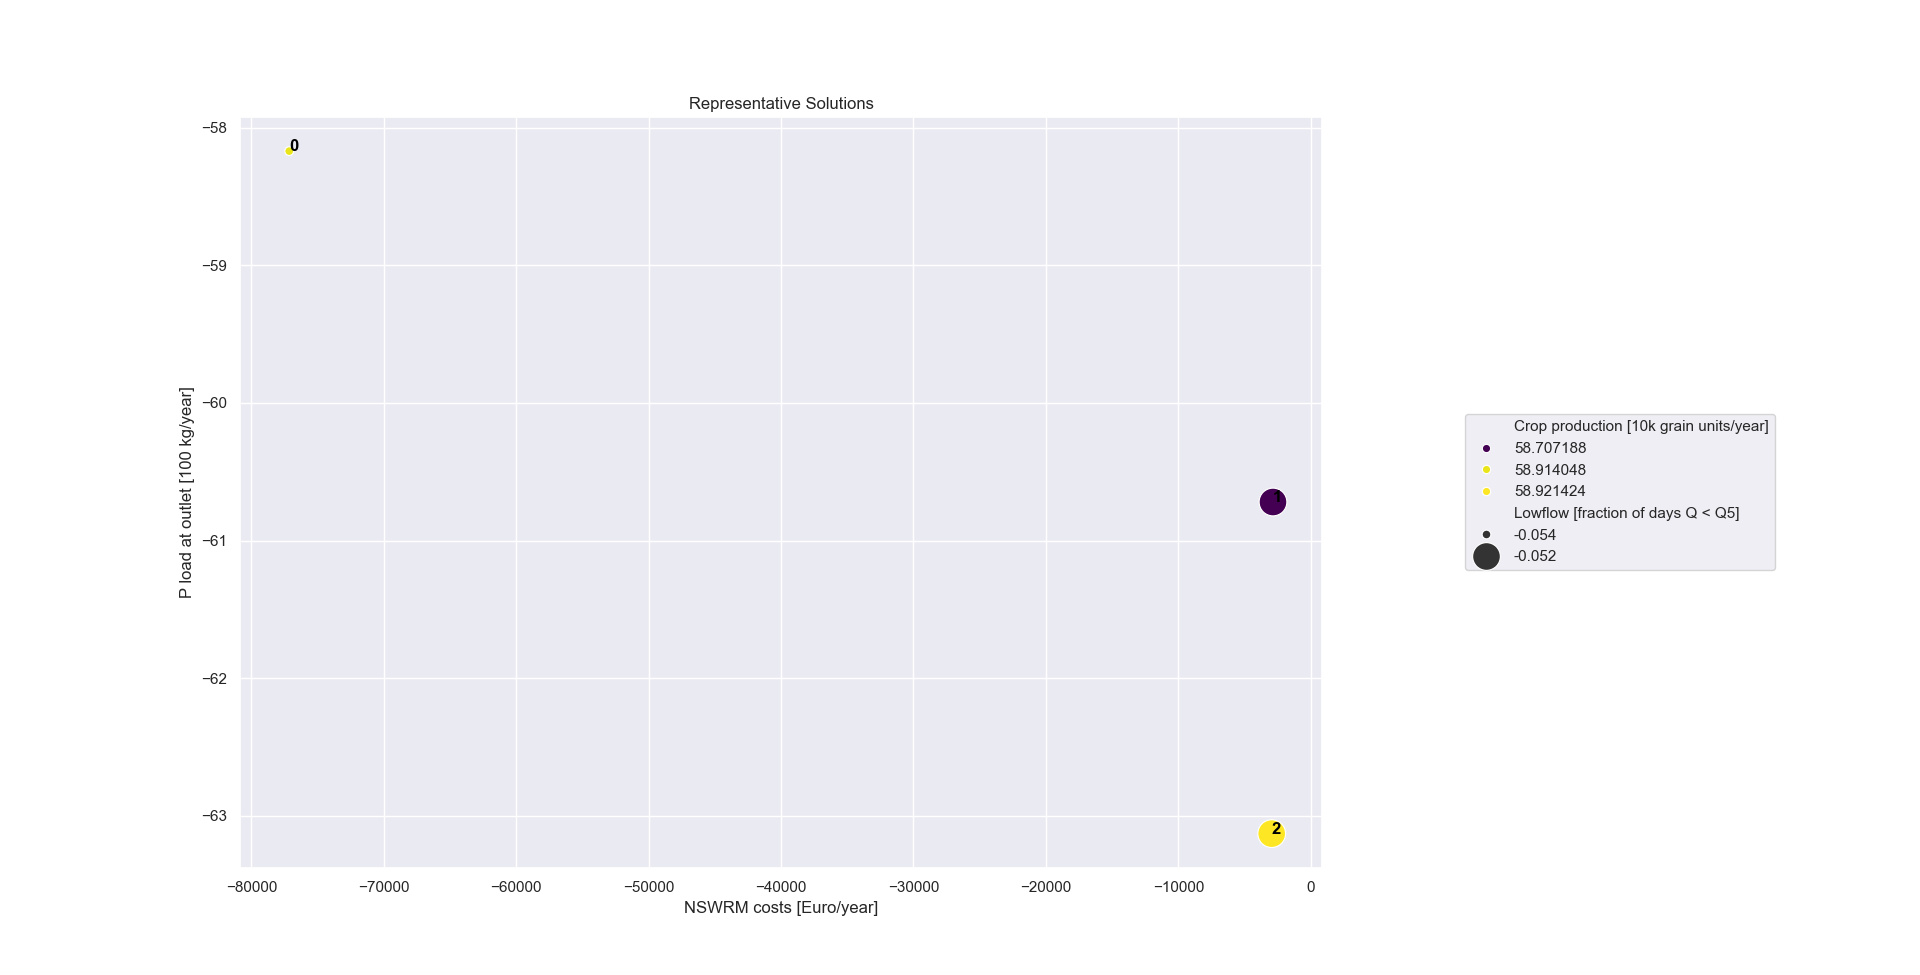 Representative Solutions
−58
−59
−60
−61
−62
−63
P load at outlet [100 kg/year]
0
1
2
−80000 −70000 −60000 −50000 −40000 −30000 −20000 −10000 0
NSWRM costs [Euro/year]
Crop production [10k grain units/year]
58.707188
58.914048
58.921424
Lowflow [fraction of days Q < Q5]
-0.054
-0.052